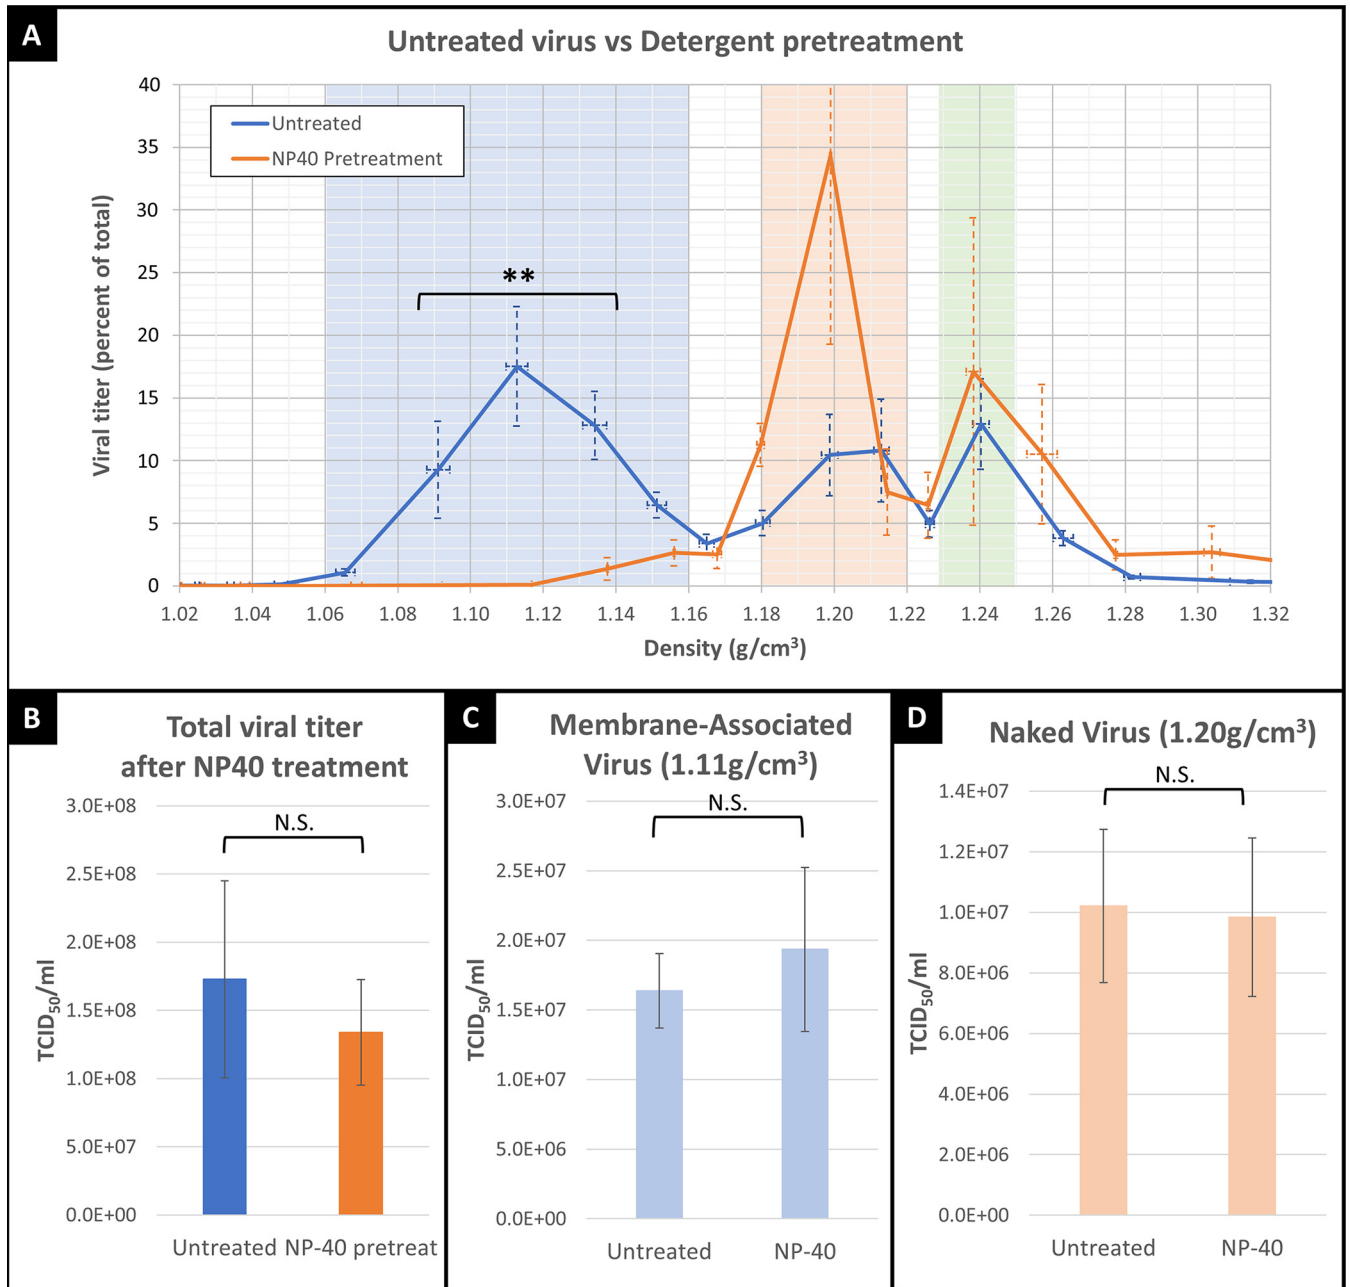 A
Untreated virus vs Detergent pretreatment
40
35
30
25
20
15
10
5
0
Viral titer (percent of total)
Untreated
NP40 Pretreatment
**
1.02 1.04 1.06 1.08 1.10 1.12 1.14 1.16 1.18 1.20 1.22 1.24 1.26 1.28 1.30 1.32
Density (g/cm³)
B
Total viral titer
after NP40 treatment
N.S.
3.0E+08
2.5E+08
2.0E+08
1.5E+08
1.0E+08
5.0E+07
0.0E+00
TCID₅₀/ml
Untreated NP-40 pretreat
C
Membrane-Associated
Virus (1.11g/cm³)
N.S.
3.0E+07
2.5E+07
2.0E+07
1.5E+07
1.0E+07
5.0E+06
0.0E+00
TCID₅₀/ml
Untreated NP-40
D
Naked Virus (1.20g/cm³)
N.S.
1.4E+07
1.2E+07
1.0E+07
8.0E+06
6.0E+06
4.0E+06
2.0E+06
0.0E+00
TCID₅₀/ml
Untreated NP-40